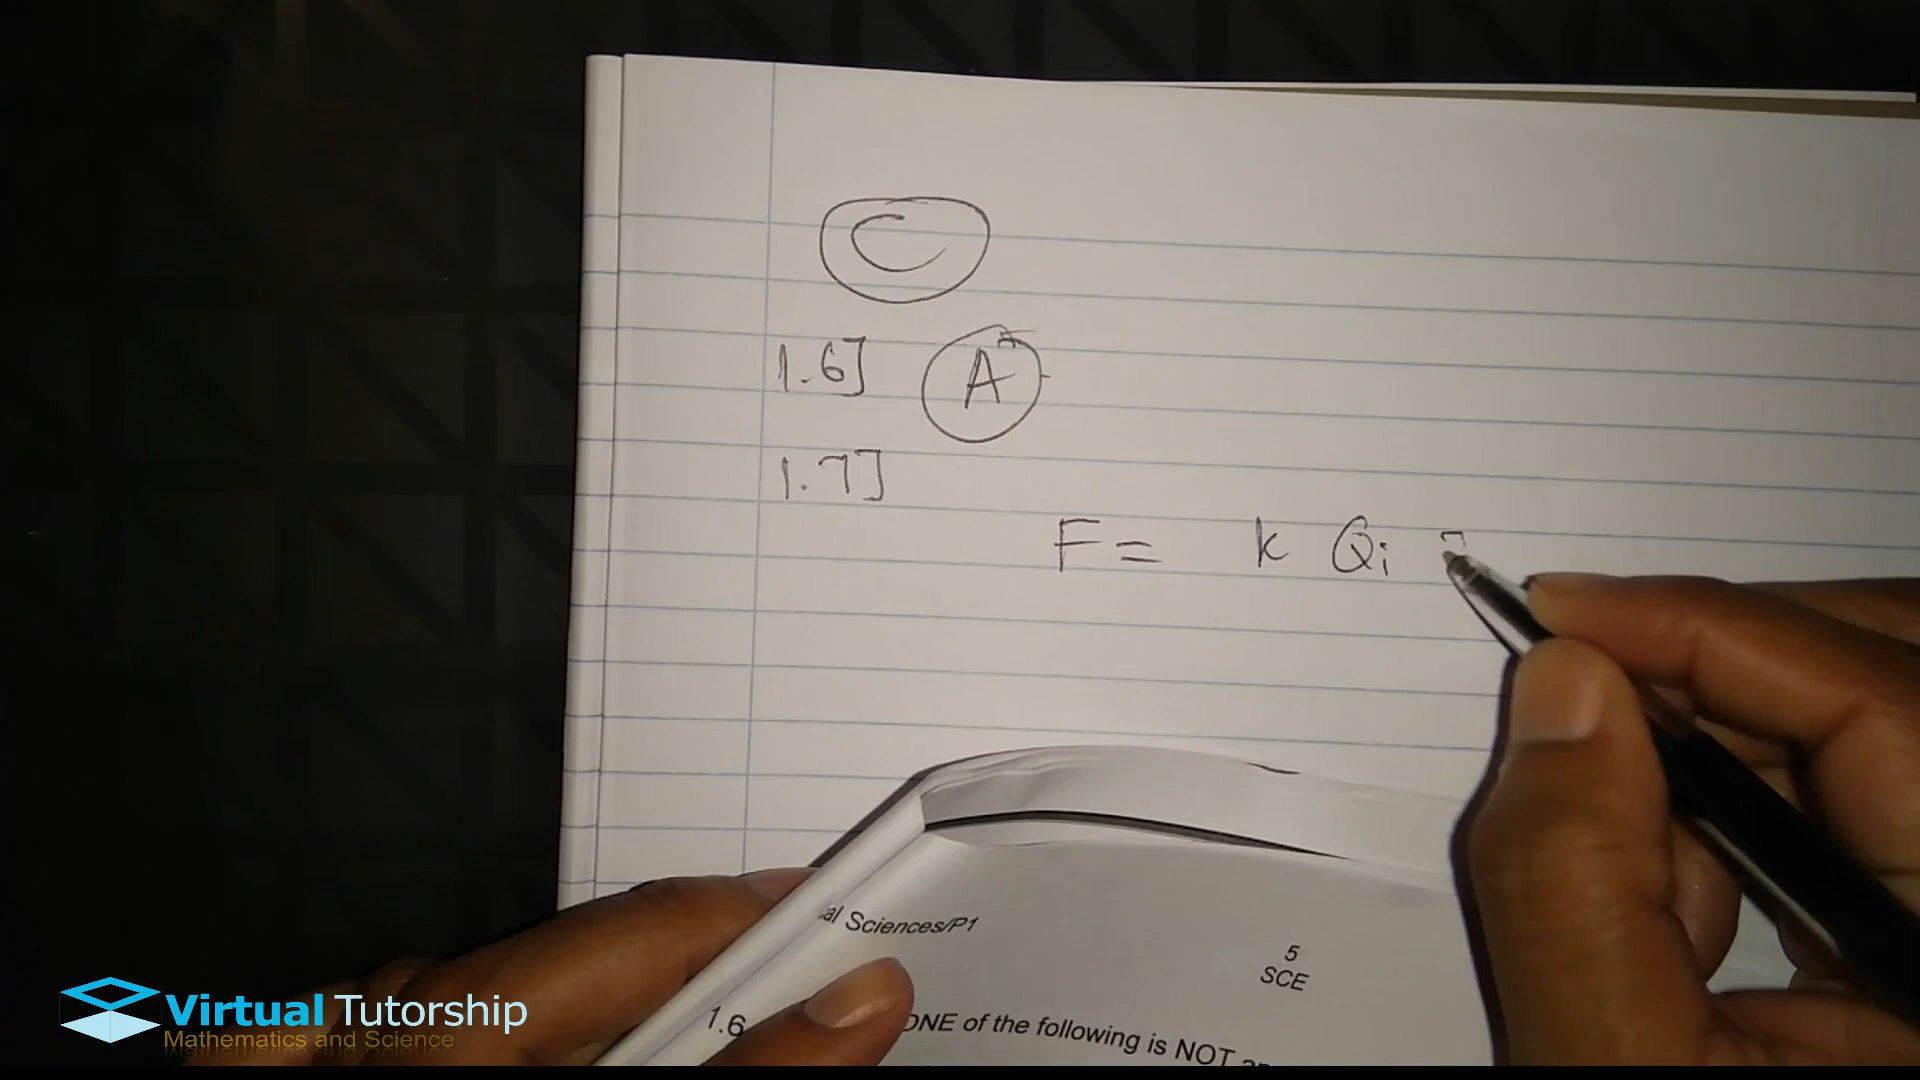 C
1.6] A
1.7]
F = k Qi
al Sciences/P1
5
SCE
1.6 ONE of the following is NOT
Virtual Tutorship
Mathematics and Science